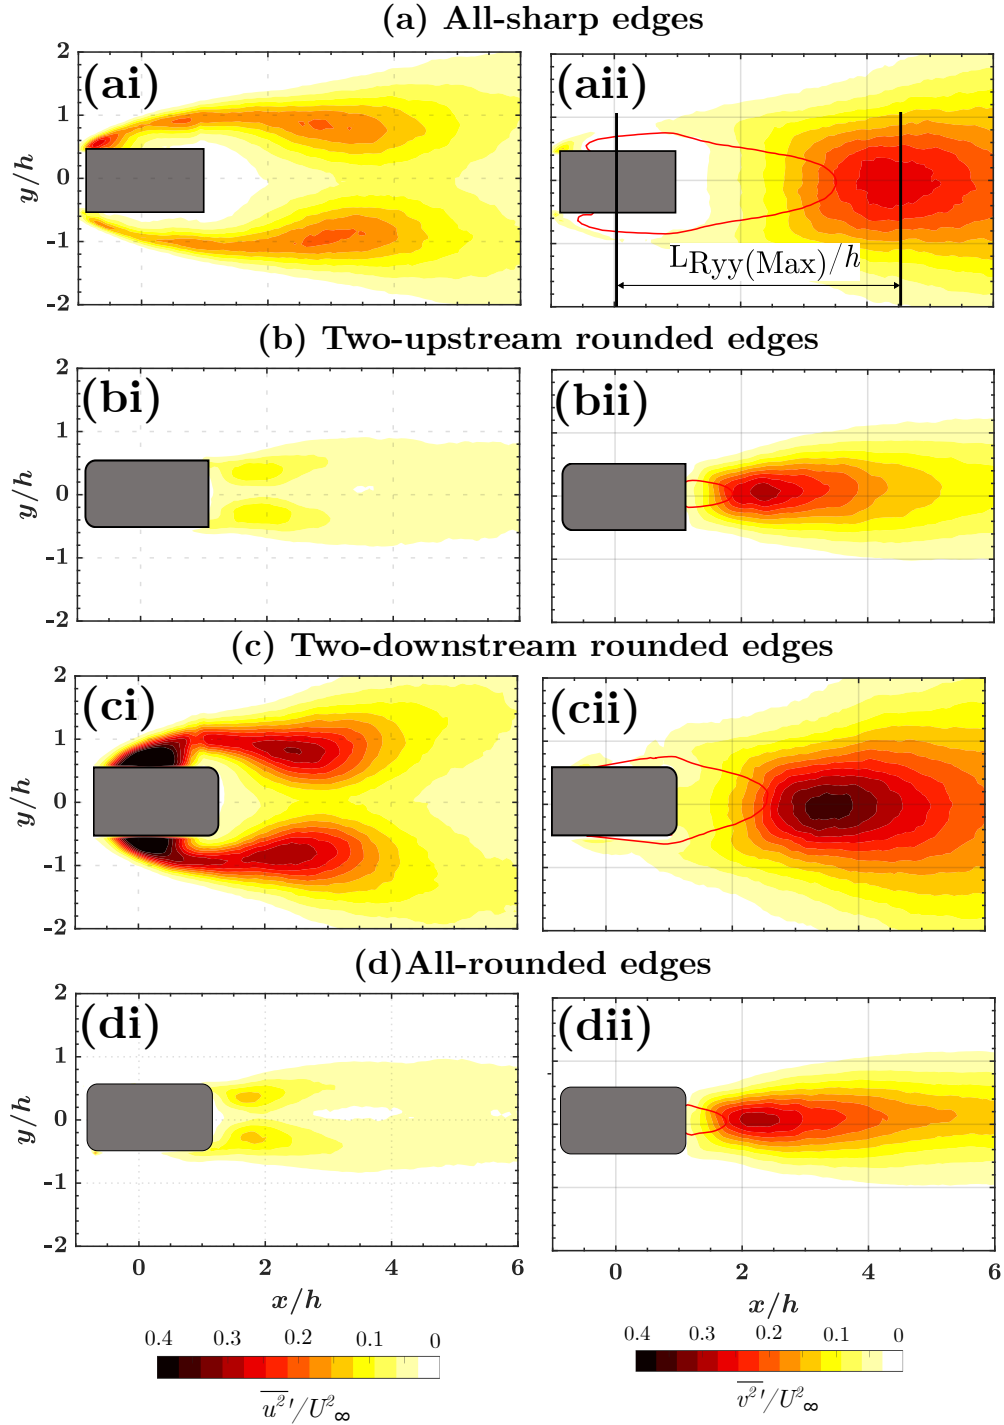 (a) All-sharp edges
(ai)
(aii)
2
1
0
-1
-2
y/h
L_Ryy(Max)/h
(b) Two-upstream rounded edges
(bi)
(bii)
2
1
0
-1
-2
y/h
(c) Two-downstream rounded edges
(ci)
(cii)
2
1
0
-1
-2
y/h
(d)All-rounded edges
(di)
(dii)
2
1
0
-1
-2
y/h
0 2 4 6
0 2 4 6
x/h
x/h
0.4 0.3 0.2 0.1 0
0.4 0.3 0.2 0.1 0
u²′/U²∞
v²′/U²∞